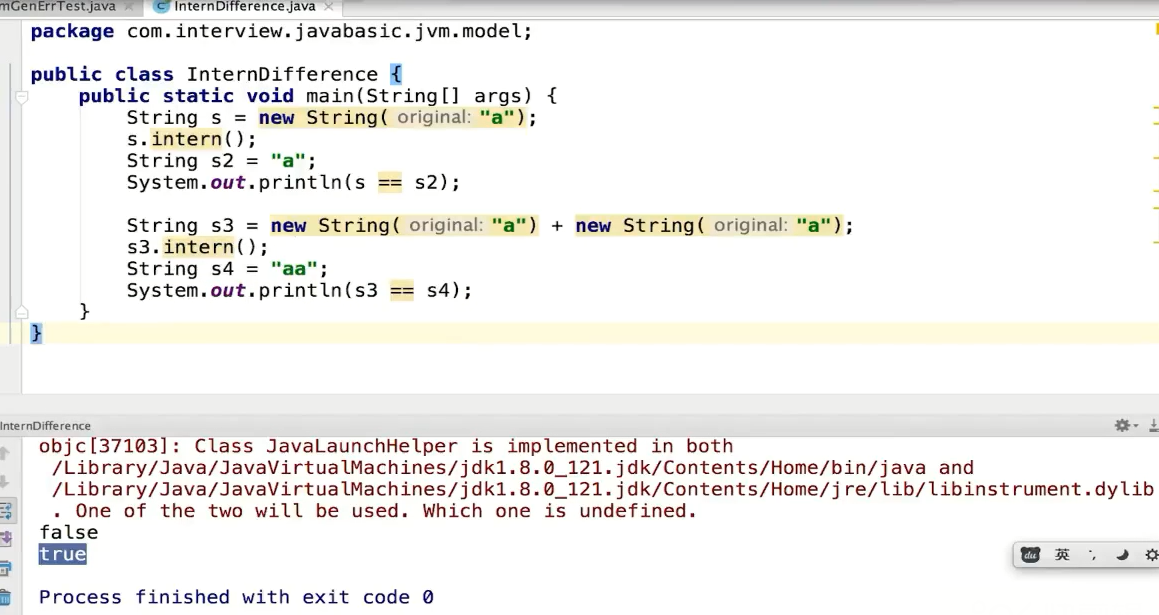 mGenErrTest.java × InternDifference.java ×
package com.interview.javabasic.jvm.model;
public class InternDifference {
public static void main(String[] args) {
String s = new String( original: "a");
s.intern();
String s2 = "a";
System.out.println(s == s2);
String s3 = new String( original: "a") + new String( original: "a");
s3.intern();
String s4 = "aa";
System.out.println(s3 == s4);
}
}
InternDifference
objc[37103]: Class JavaLaunchHelper is implemented in both
/Library/Java/JavaVirtualMachines/jdk1.8.0_121.jdk/Contents/Home/bin/java and
/Library/Java/JavaVirtualMachines/jdk1.8.0_121.jdk/Contents/Home/jre/lib/libinstrument.dylib
. One of the two will be used. Which one is undefined.
false
true
du 英
Process finished with exit code 0